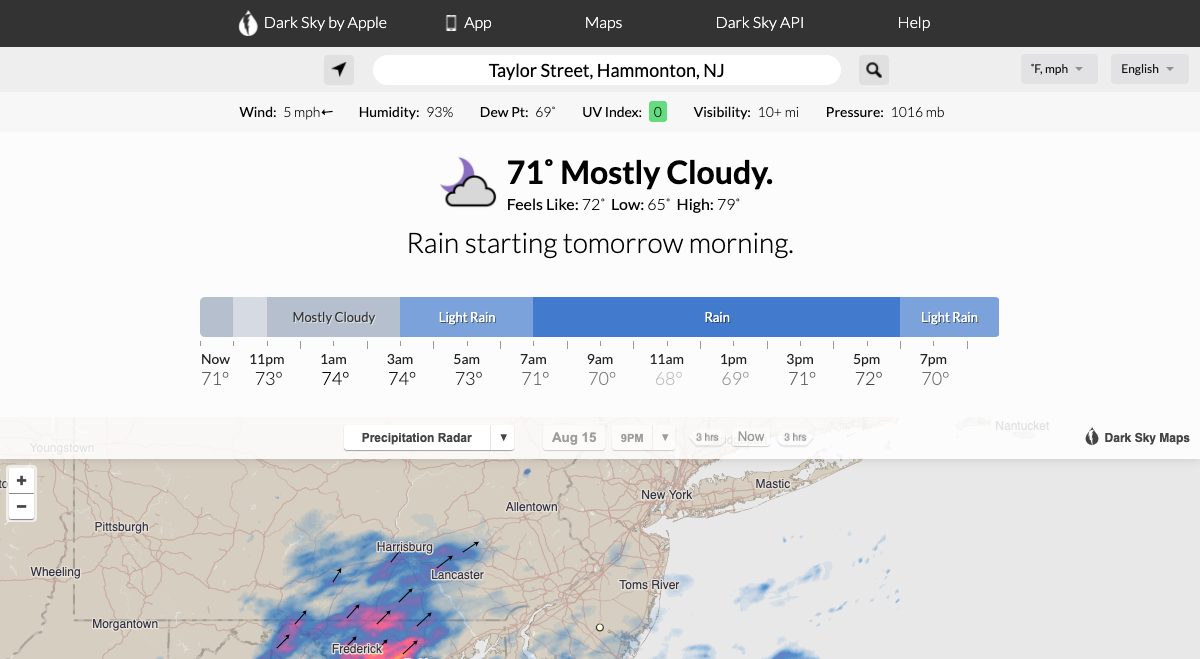 Dark Sky by Apple App Maps Dark Sky API Help
Taylor Street, Hammonton, NJ ˚F, mph English
Wind: 5 mph Humidity: 93% Dew Pt: 69˚ UV Index: 0 Visibility: 10+ mi Pressure: 1016 mb
71˚ Mostly Cloudy.
Feels Like: 72˚ Low: 65˚ High: 79˚
Rain starting tomorrow morning.
Mostly Cloudy Light Rain Rain Light Rain
Now 11pm 1am 3am 5am 7am 9am 11am 1pm 3pm 5pm 7pm
71° 73° 74° 74° 73° 71° 70° 68° 69° 71° 72° 70°
Nantucket
Precipitation Radar ▼ Aug 15 9PM ▼ 3 hrs Now 3 hrs Dark Sky Maps
Youngstown
+
−
New York Mastic
Allentown
Pittsburgh
Harrisburg
Wheeling Lancaster
Toms River
Morgantown
Frederick